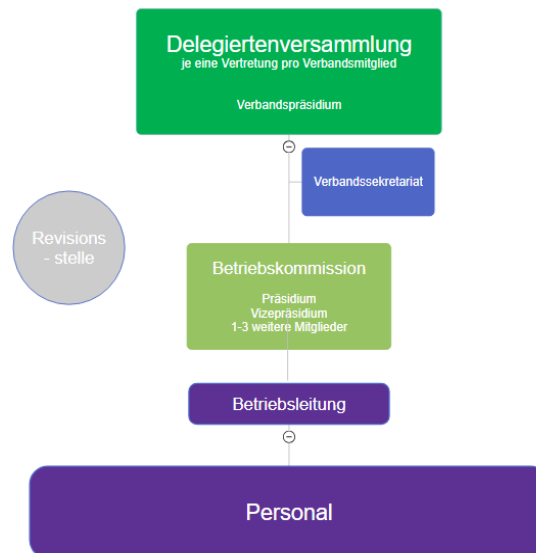 Delegiertenversammlung
je eine Vertretung pro Verbandsmitglied
Verbandspräsidium
Verbandssekretariat
Revisions
- stelle
Betriebskommission
Präsidium
Vizepräsidium
1-3 weitere Mitglieder
Betriebsleitung
Personal